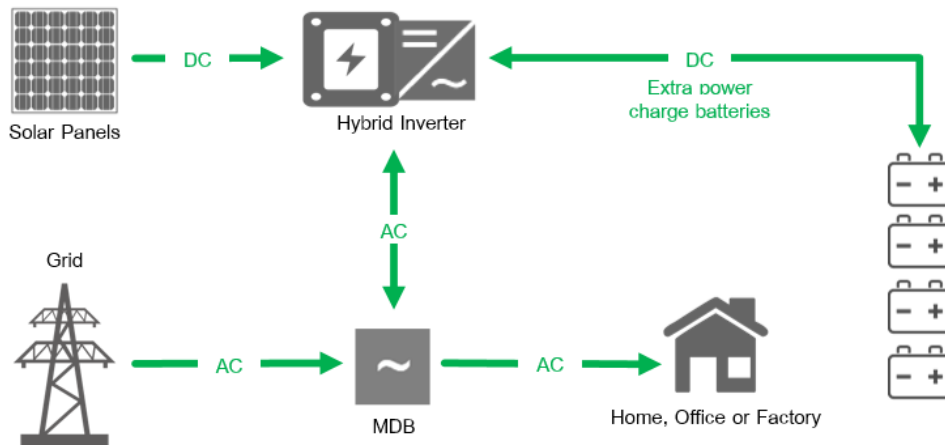 DC
DC
Extra power
charge batteries
Solar Panels
Hybrid Inverter
AC
Grid
AC
AC
MDB
Home, Office or Factory